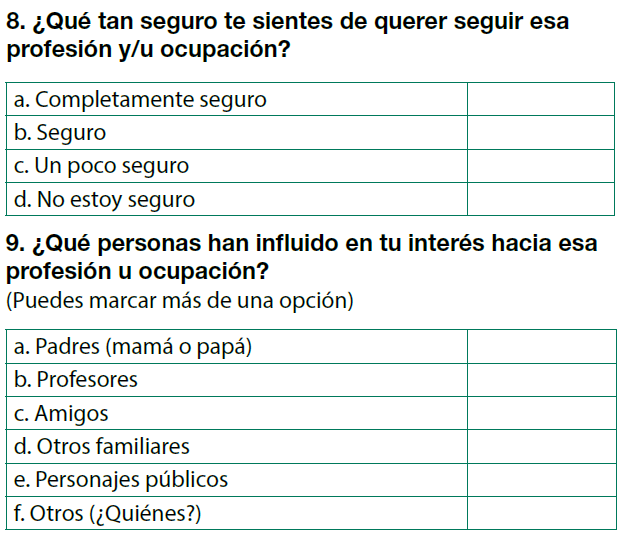 8. ¿Qué tan seguro te sientes de querer seguir esa
profesión y/u ocupación?
a. Completamente seguro
b. Seguro
c. Un poco seguro
d. No estoy seguro
9. ¿Qué personas han influido en tu interés hacia esa
profesión u ocupación?
(Puedes marcar más de una opción)
a. Padres (mamá o papá)
b. Profesores
c. Amigos
d. Otros familiares
e. Personajes públicos
f. Otros (¿Quiénes?)